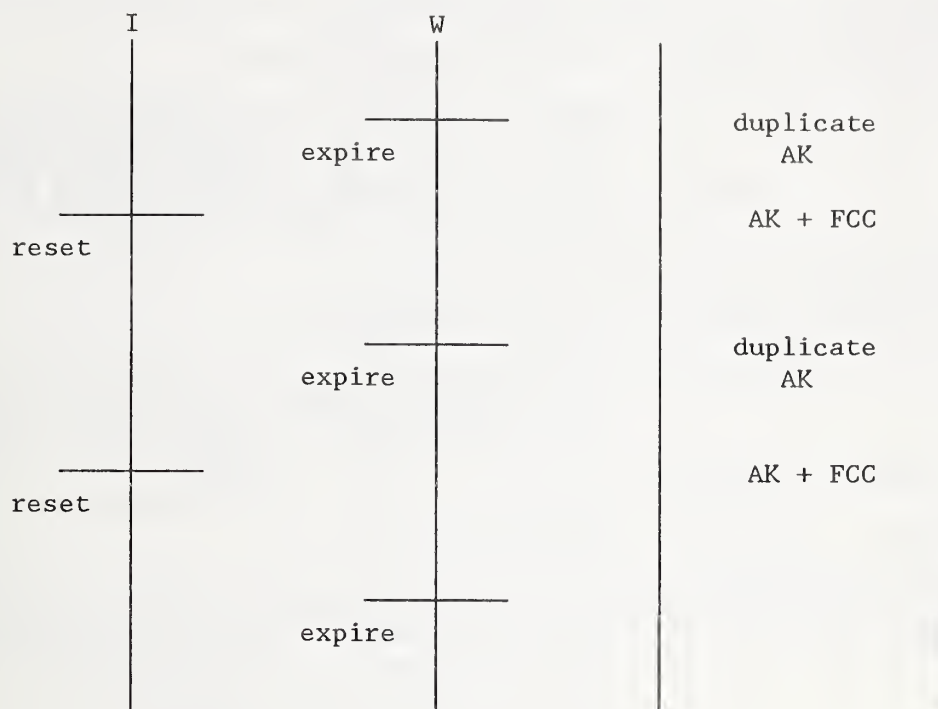 I
W
duplicate
AK
expire
AK + FCC
reset
duplicate
AK
expire
AK + FCC
reset
expire